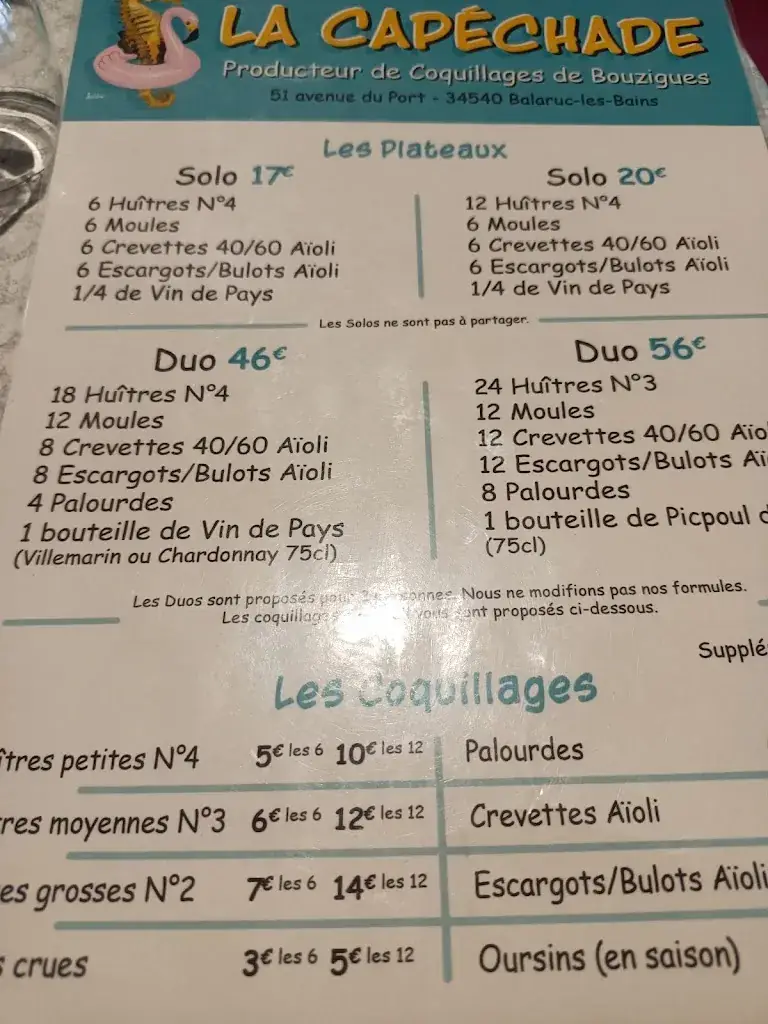 LA CAPÉCHADE
Producteur de Coquillages de Bouzigues
51 avenue du Port - 34540 Balaruc-les-Bains
Les Plateaux
Solo 17€
6 Huîtres N°4
6 Moules
6 Crevettes 40/60 Aïoli
6 Escargots/Bulots Aïoli
1/4 de Vin de Pays
Solo 20€
12 Huîtres N°4
6 Moules
6 Crevettes 40/60 Aïoli
6 Escargots/Bulots Aïoli
1/4 de Vin de Pays
Les Solos ne sont pas à partager.
Duo 46€
18 Huîtres N°4
12 Moules
8 Crevettes 40/60 Aïoli
8 Escargots/Bulots Aïoli
4 Palourdes
1 bouteille de Vin de Pays
(Villemarin ou Chardonnay 75cl)
Duo 56€
24 Huîtres N°3
12 Moules
12 Crevettes 40/60 Aïo
12 Escargots/Bulots Aï
8 Palourdes
1 bouteille de Picpoul d
(75cl)
Les Duos sont proposés pour Nous ne modifions pas nos formules.
Les coquillages vous sont proposés ci-dessous.
Supplé
Les Coquillages
îtres petites N°4 5€ les 6 10€ les 12 Palourdes
res moyennes N°3 6€ les 6 12€ les 12 Crevettes Aïoli
es grosses N°2 7€ les 6 14€ les 12 Escargots/Bulots Aïoli
s crues 3€ les 6 5€ les 12 Oursins (en saison)